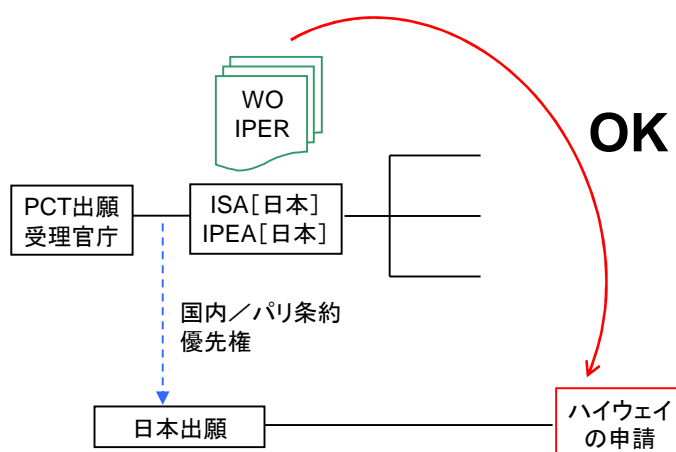 WO
IPER
OK
PCT出願
受理官庁
ISA[日本]
IPEA[日本]
国内／パリ条約
優先権
日本出願
ハイウェイ
の申請